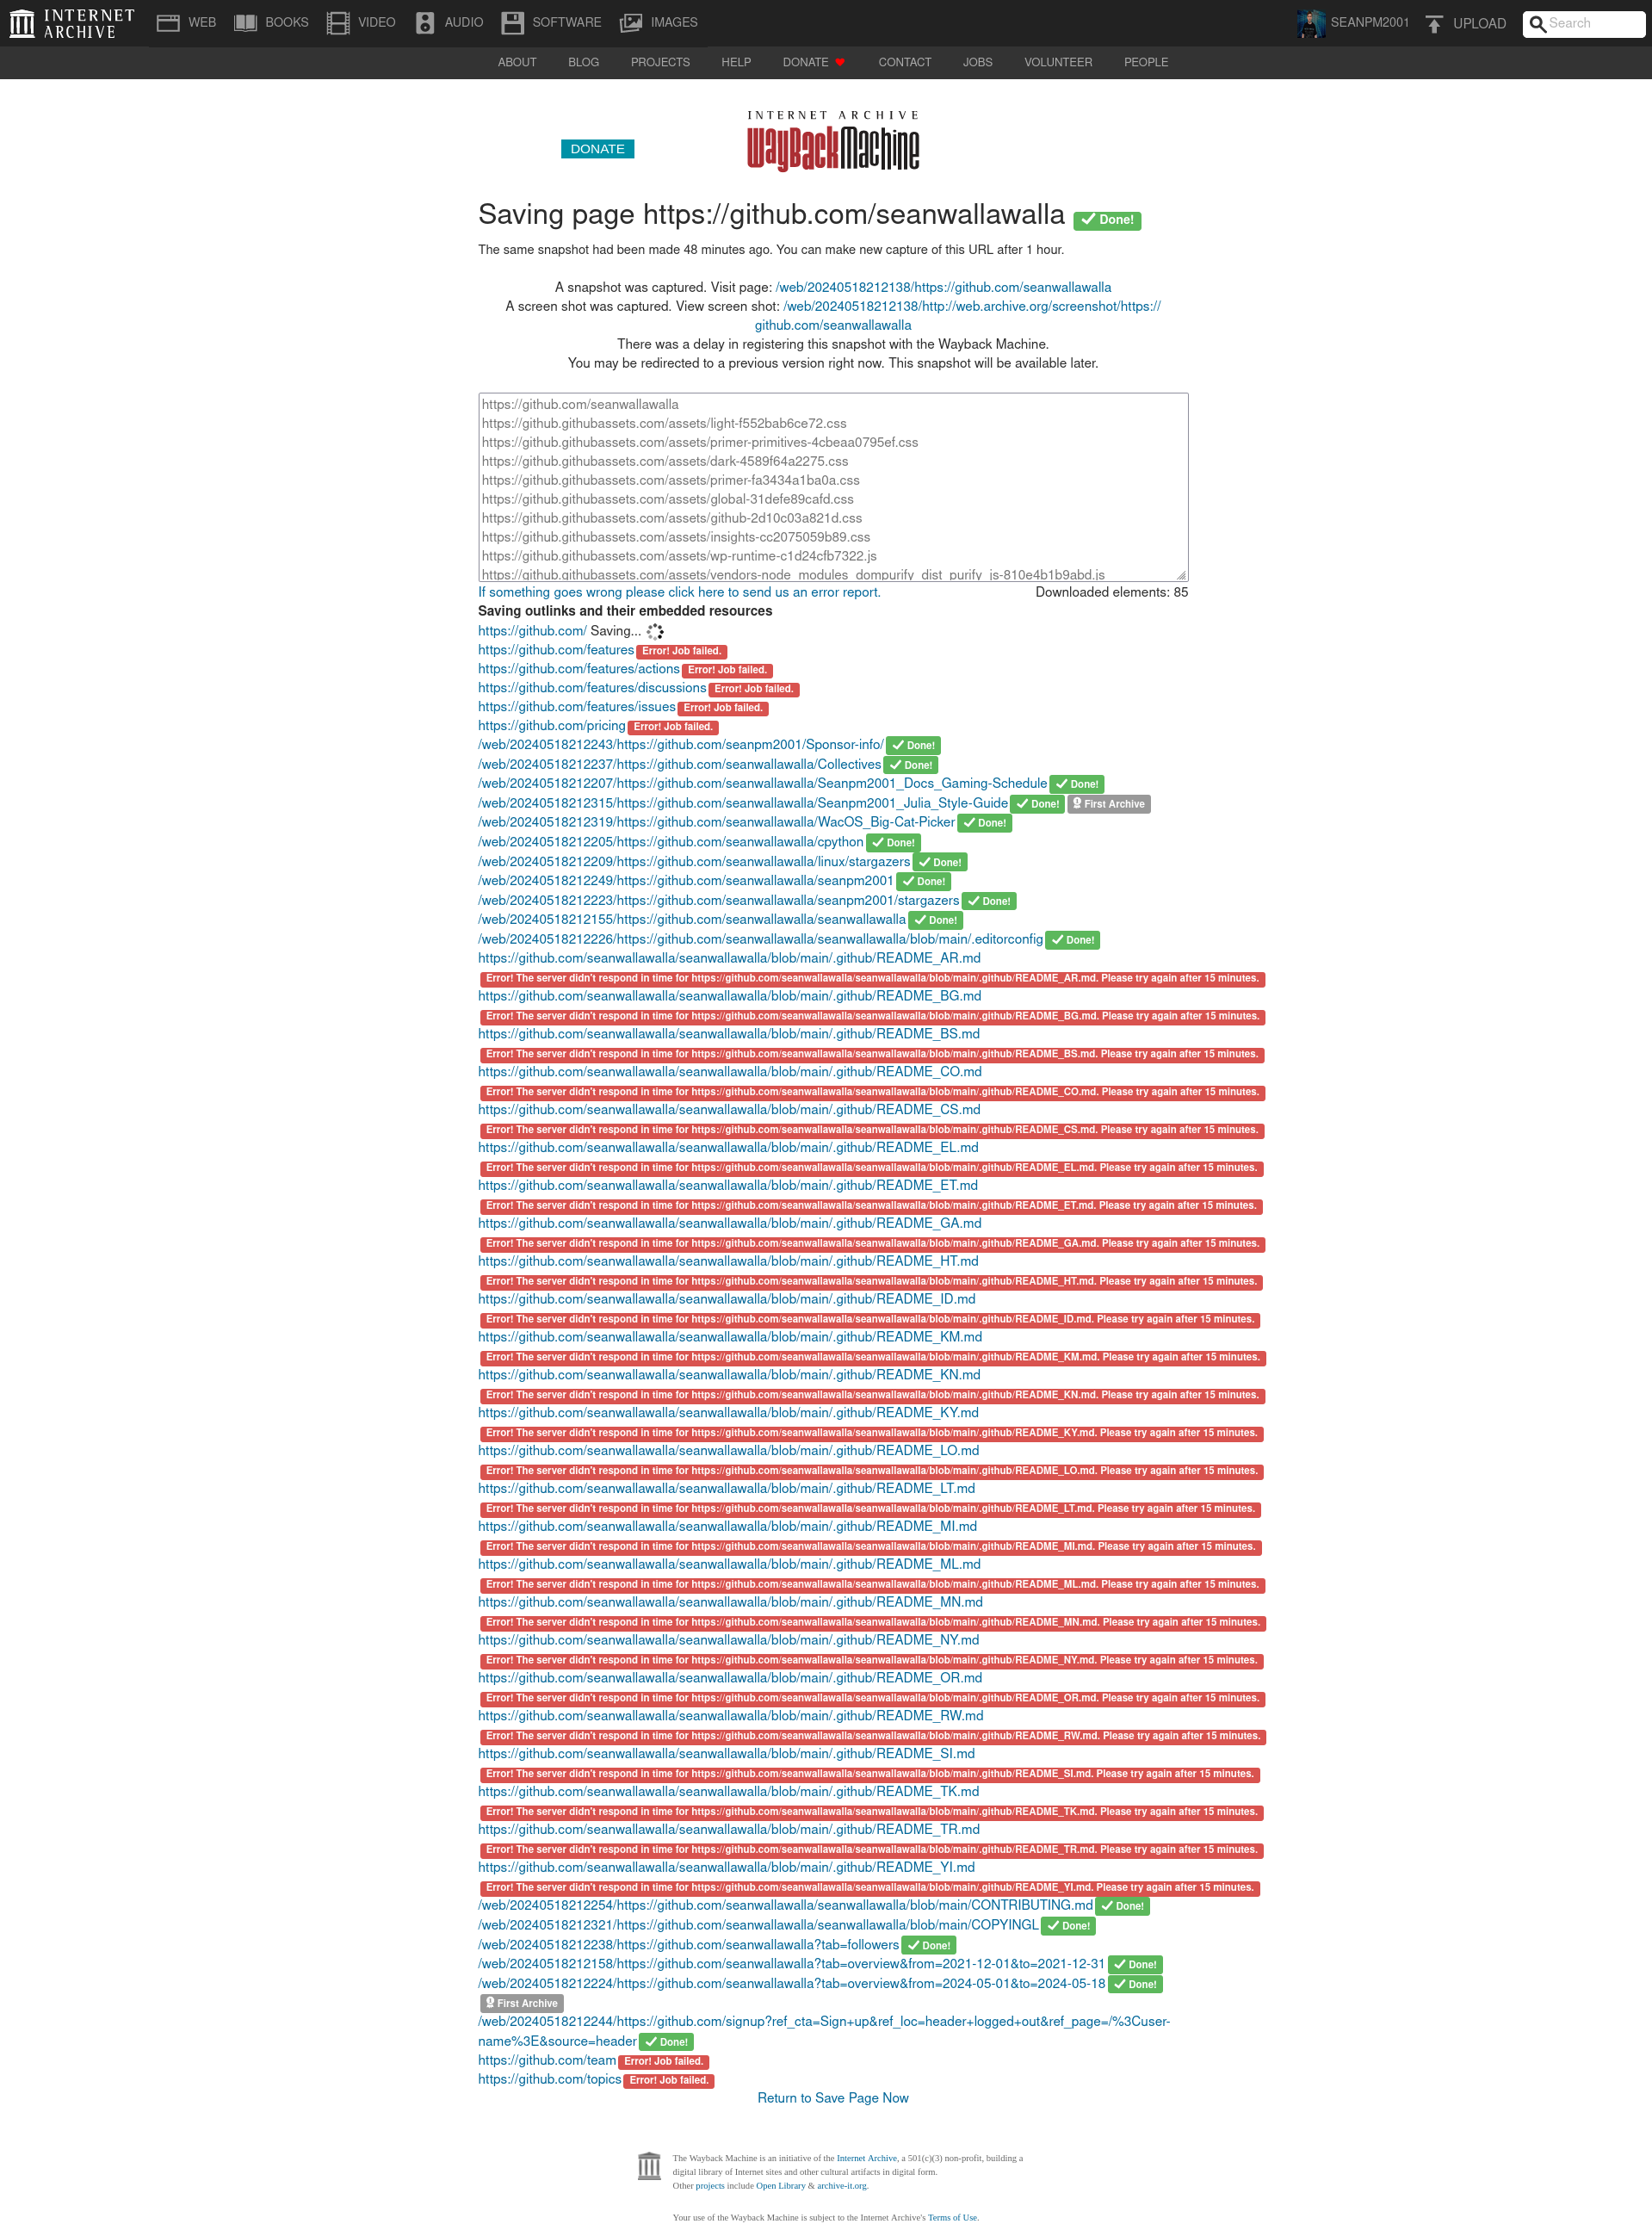 INTERNET ARCHIVE
WEB BOOKS VIDEO AUDIO SOFTWARE IMAGES SEANPM2001 UPLOAD Search
ABOUT BLOG PROJECTS HELP DONATE CONTACT JOBS VOLUNTEER PEOPLE
INTERNET ARCHIVE
DONATE WayBackMachine
Saving page https://github.com/seanwallawalla Done!
The same snapshot had been made 48 minutes ago. You can make new capture of this URL after 1 hour.
A snapshot was captured. Visit page: /web/20240518212138/https://github.com/seanwallawalla
A screen shot was captured. View screen shot: /web/20240518212138/http://web.archive.org/screenshot/https://
github.com/seanwallawalla
There was a delay in registering this snapshot with the Wayback Machine.
You may be redirected to a previous version right now. This snapshot will be available later.
https://github.com/seanwallawalla
https://github.githubassets.com/assets/light-f552bab6ce72.css
https://github.githubassets.com/assets/primer-primitives-4cbeaa0795ef.css
https://github.githubassets.com/assets/dark-4589f64a2275.css
https://github.githubassets.com/assets/primer-fa3434a1ba0a.css
https://github.githubassets.com/assets/global-31defe89cafd.css
https://github.githubassets.com/assets/github-2d10c03a821d.css
https://github.githubassets.com/assets/insights-cc2075059b89.css
https://github.githubassets.com/assets/wp-runtime-c1d24cfb7322.js
https://github.githubassets.com/assets/vendors-node_modules_dompurify_dist_purify_js-810e4b1b9abd.js
If something goes wrong please click here to send us an error report. Downloaded elements: 85
Saving outlinks and their embedded resources
https://github.com/ Saving...
https://github.com/features Error! Job failed.
https://github.com/features/actions Error! Job failed.
https://github.com/features/discussions Error! Job failed.
https://github.com/features/issues Error! Job failed.
https://github.com/pricing Error! Job failed.
/web/20240518212243/https://github.com/seanpm2001/Sponsor-info/ Done!
/web/20240518212237/https://github.com/seanwallawalla/Collectives Done!
/web/20240518212207/https://github.com/seanwallawalla/Seanpm2001_Docs_Gaming-Schedule Done!
/web/20240518212315/https://github.com/seanwallawalla/Seanpm2001_Julia_Style-Guide Done! First Archive
/web/20240518212319/https://github.com/seanwallawalla/WacOS_Big-Cat-Picker Done!
/web/20240518212205/https://github.com/seanwallawalla/cpython Done!
/web/20240518212209/https://github.com/seanwallawalla/linux/stargazers Done!
/web/20240518212249/https://github.com/seanwallawalla/seanpm2001 Done!
/web/20240518212223/https://github.com/seanwallawalla/seanpm2001/stargazers Done!
/web/20240518212155/https://github.com/seanwallawalla/seanwallawalla Done!
/web/20240518212226/https://github.com/seanwallawalla/seanwallawalla/blob/main/.editorconfig Done!
https://github.com/seanwallawalla/seanwallawalla/blob/main/.github/README_AR.md
Error! The server didn't respond in time for https://github.com/seanwallawalla/seanwallawalla/blob/main/.github/README_AR.md. Please try again after 15 minutes.
https://github.com/seanwallawalla/seanwallawalla/blob/main/.github/README_BG.md
Error! The server didn't respond in time for https://github.com/seanwallawalla/seanwallawalla/blob/main/.github/README_BG.md. Please try again after 15 minutes.
https://github.com/seanwallawalla/seanwallawalla/blob/main/.github/README_BS.md
Error! The server didn't respond in time for https://github.com/seanwallawalla/seanwallawalla/blob/main/.github/README_BS.md. Please try again after 15 minutes.
https://github.com/seanwallawalla/seanwallawalla/blob/main/.github/README_CO.md
Error! The server didn't respond in time for https://github.com/seanwallawalla/seanwallawalla/blob/main/.github/README_CO.md. Please try again after 15 minutes.
https://github.com/seanwallawalla/seanwallawalla/blob/main/.github/README_CS.md
Error! The server didn't respond in time for https://github.com/seanwallawalla/seanwallawalla/blob/main/.github/README_CS.md. Please try again after 15 minutes.
https://github.com/seanwallawalla/seanwallawalla/blob/main/.github/README_EL.md
Error! The server didn't respond in time for https://github.com/seanwallawalla/seanwallawalla/blob/main/.github/README_EL.md. Please try again after 15 minutes.
https://github.com/seanwallawalla/seanwallawalla/blob/main/.github/README_ET.md
Error! The server didn't respond in time for https://github.com/seanwallawalla/seanwallawalla/blob/main/.github/README_ET.md. Please try again after 15 minutes.
https://github.com/seanwallawalla/seanwallawalla/blob/main/.github/README_GA.md
Error! The server didn't respond in time for https://github.com/seanwallawalla/seanwallawalla/blob/main/.github/README_GA.md. Please try again after 15 minutes.
https://github.com/seanwallawalla/seanwallawalla/blob/main/.github/README_HT.md
Error! The server didn't respond in time for https://github.com/seanwallawalla/seanwallawalla/blob/main/.github/README_HT.md. Please try again after 15 minutes.
https://github.com/seanwallawalla/seanwallawalla/blob/main/.github/README_ID.md
Error! The server didn't respond in time for https://github.com/seanwallawalla/seanwallawalla/blob/main/.github/README_ID.md. Please try again after 15 minutes.
https://github.com/seanwallawalla/seanwallawalla/blob/main/.github/README_KM.md
Error! The server didn't respond in time for https://github.com/seanwallawalla/seanwallawalla/blob/main/.github/README_KM.md. Please try again after 15 minutes.
https://github.com/seanwallawalla/seanwallawalla/blob/main/.github/README_KN.md
Error! The server didn't respond in time for https://github.com/seanwallawalla/seanwallawalla/blob/main/.github/README_KN.md. Please try again after 15 minutes.
https://github.com/seanwallawalla/seanwallawalla/blob/main/.github/README_KY.md
Error! The server didn't respond in time for https://github.com/seanwallawalla/seanwallawalla/blob/main/.github/README_KY.md. Please try again after 15 minutes.
https://github.com/seanwallawalla/seanwallawalla/blob/main/.github/README_LO.md
Error! The server didn't respond in time for https://github.com/seanwallawalla/seanwallawalla/blob/main/.github/README_LO.md. Please try again after 15 minutes.
https://github.com/seanwallawalla/seanwallawalla/blob/main/.github/README_LT.md
Error! The server didn't respond in time for https://github.com/seanwallawalla/seanwallawalla/blob/main/.github/README_LT.md. Please try again after 15 minutes.
https://github.com/seanwallawalla/seanwallawalla/blob/main/.github/README_MI.md
Error! The server didn't respond in time for https://github.com/seanwallawalla/seanwallawalla/blob/main/.github/README_MI.md. Please try again after 15 minutes.
https://github.com/seanwallawalla/seanwallawalla/blob/main/.github/README_ML.md
Error! The server didn't respond in time for https://github.com/seanwallawalla/seanwallawalla/blob/main/.github/README_ML.md. Please try again after 15 minutes.
https://github.com/seanwallawalla/seanwallawalla/blob/main/.github/README_MN.md
Error! The server didn't respond in time for https://github.com/seanwallawalla/seanwallawalla/blob/main/.github/README_MN.md. Please try again after 15 minutes.
https://github.com/seanwallawalla/seanwallawalla/blob/main/.github/README_NY.md
Error! The server didn't respond in time for https://github.com/seanwallawalla/seanwallawalla/blob/main/.github/README_NY.md. Please try again after 15 minutes.
https://github.com/seanwallawalla/seanwallawalla/blob/main/.github/README_OR.md
Error! The server didn't respond in time for https://github.com/seanwallawalla/seanwallawalla/blob/main/.github/README_OR.md. Please try again after 15 minutes.
https://github.com/seanwallawalla/seanwallawalla/blob/main/.github/README_RW.md
Error! The server didn't respond in time for https://github.com/seanwallawalla/seanwallawalla/blob/main/.github/README_RW.md. Please try again after 15 minutes.
https://github.com/seanwallawalla/seanwallawalla/blob/main/.github/README_SI.md
Error! The server didn't respond in time for https://github.com/seanwallawalla/seanwallawalla/blob/main/.github/README_SI.md. Please try again after 15 minutes.
https://github.com/seanwallawalla/seanwallawalla/blob/main/.github/README_TK.md
Error! The server didn't respond in time for https://github.com/seanwallawalla/seanwallawalla/blob/main/.github/README_TK.md. Please try again after 15 minutes.
https://github.com/seanwallawalla/seanwallawalla/blob/main/.github/README_TR.md
Error! The server didn't respond in time for https://github.com/seanwallawalla/seanwallawalla/blob/main/.github/README_TR.md. Please try again after 15 minutes.
https://github.com/seanwallawalla/seanwallawalla/blob/main/.github/README_YI.md
Error! The server didn't respond in time for https://github.com/seanwallawalla/seanwallawalla/blob/main/.github/README_YI.md. Please try again after 15 minutes.
/web/20240518212254/https://github.com/seanwallawalla/seanwallawalla/blob/main/CONTRIBUTING.md Done!
/web/20240518212321/https://github.com/seanwallawalla/seanwallawalla/blob/main/COPYINGL Done!
/web/20240518212238/https://github.com/seanwallawalla?tab=followers Done!
/web/20240518212158/https://github.com/seanwallawalla?tab=overview&from=2021-12-01&to=2021-12-31 Done!
/web/20240518212224/https://github.com/seanwallawalla?tab=overview&from=2024-05-01&to=2024-05-18 Done!
First Archive
/web/20240518212244/https://github.com/signup?ref_cta=Sign+up&ref_loc=header+logged+out&ref_page=/%3Cuser-
name%3E&source=header Done!
https://github.com/team Error! Job failed.
https://github.com/topics Error! Job failed.
Return to Save Page Now
The Wayback Machine is an initiative of the Internet Archive, a 501(c)(3) non-profit, building a
digital library of Internet sites and other cultural artifacts in digital form.
Other projects include Open Library & archive-it.org.
Your use of the Wayback Machine is subject to the Internet Archive's Terms of Use.